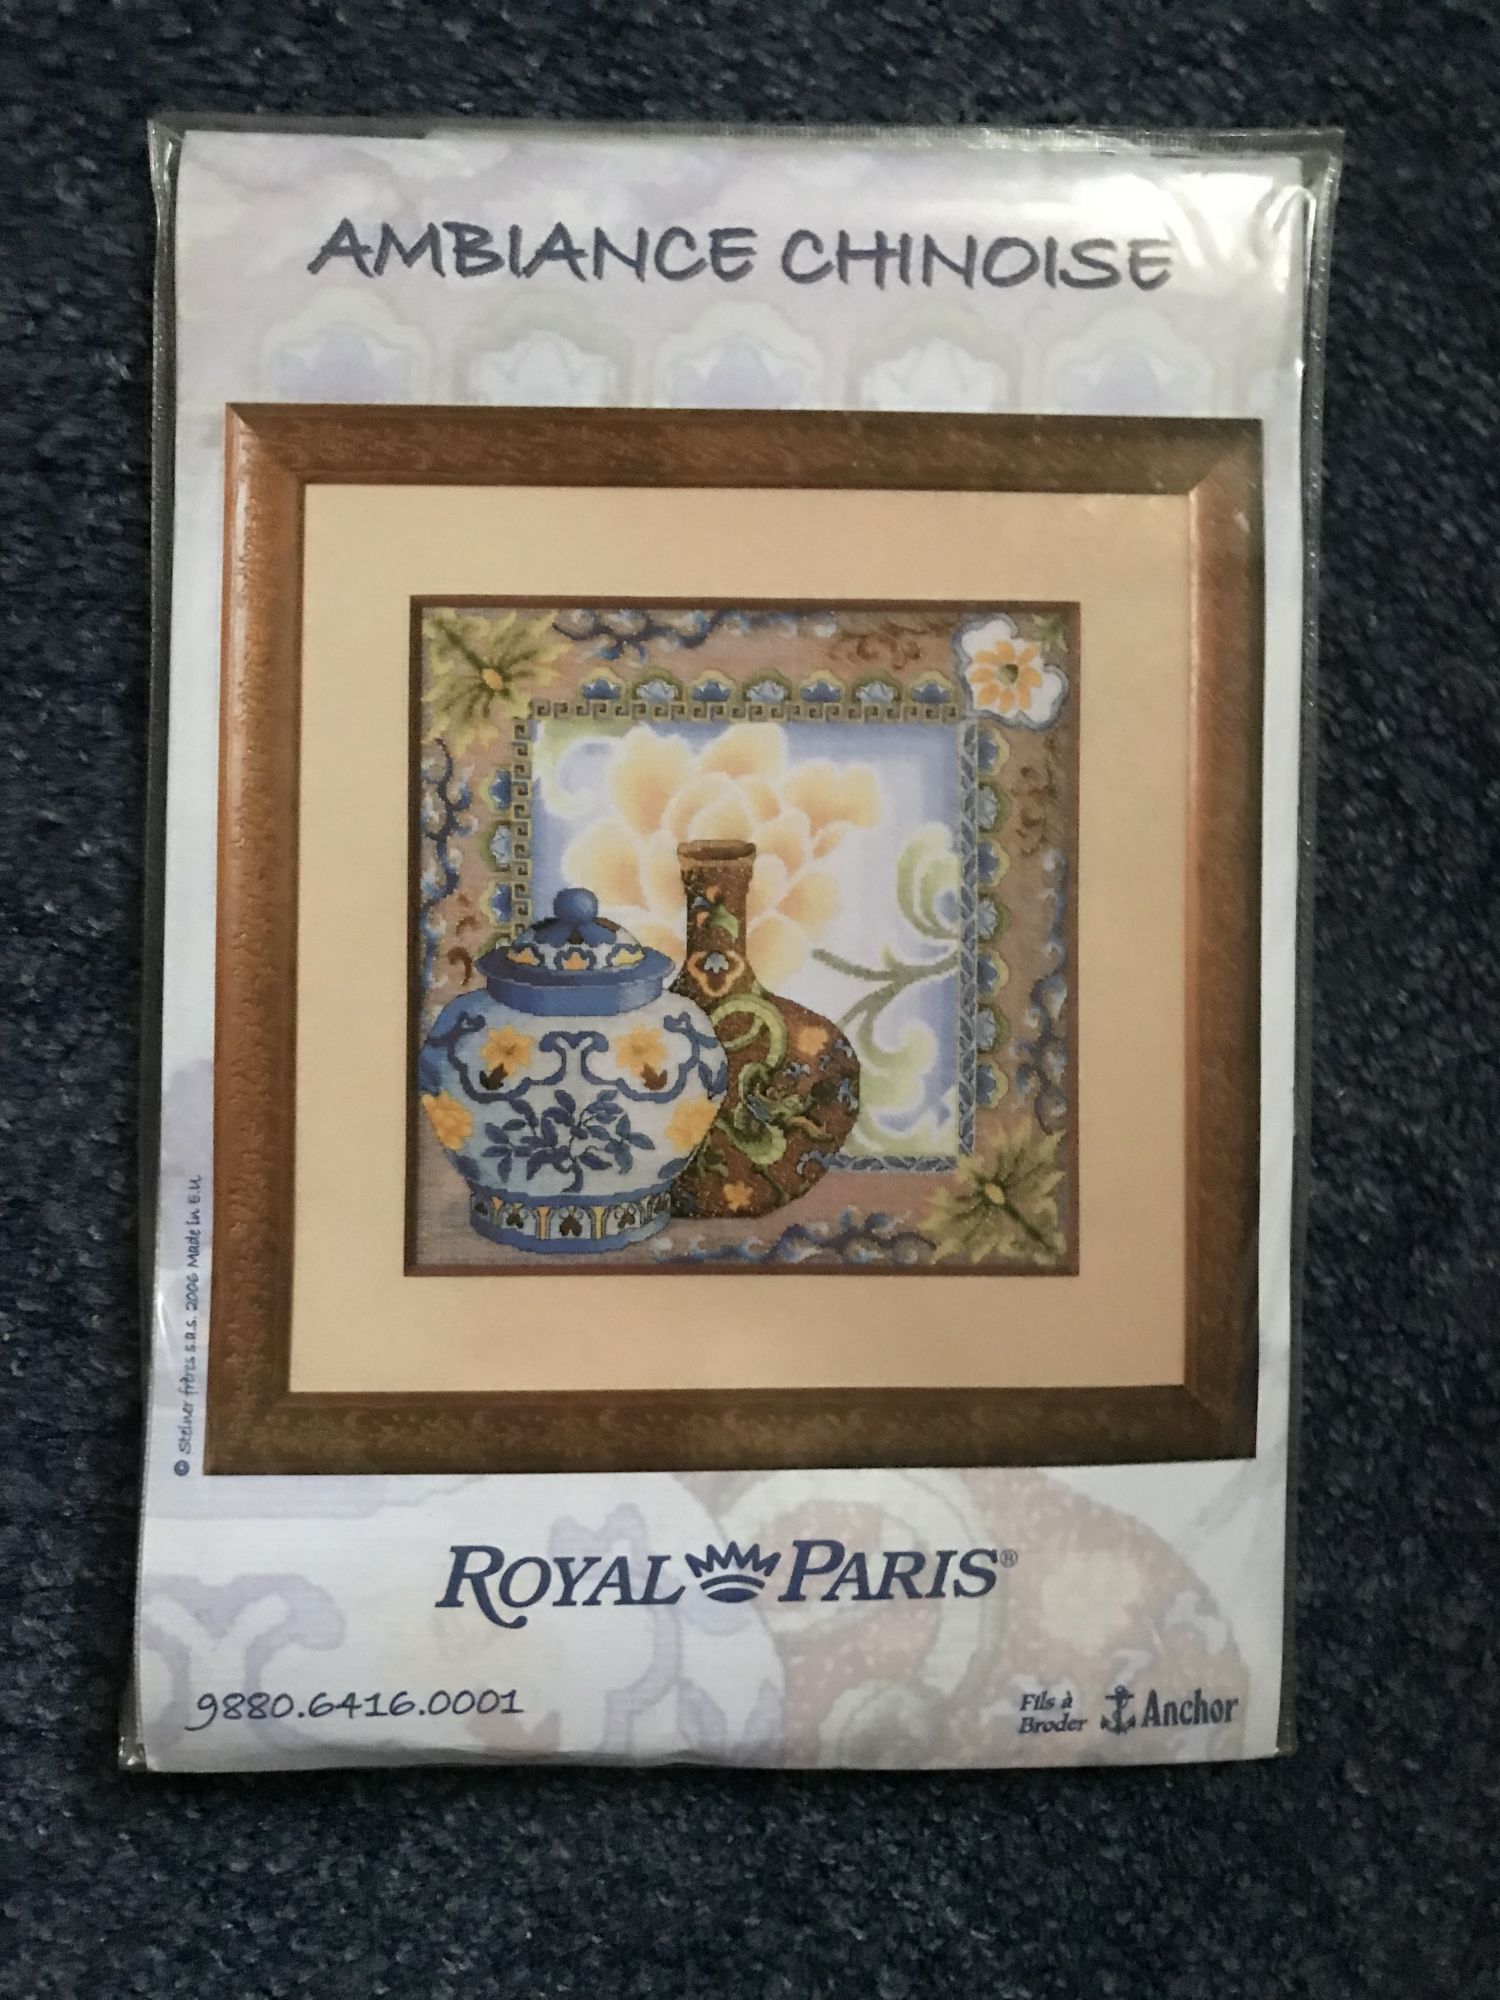 AMBIANCE CHINOISE
© Steiner frères s.a.s. 2006 Made in E.U.
ROYAL PARIS®
9880.6416.0001
Fils à
Broder
Anchor